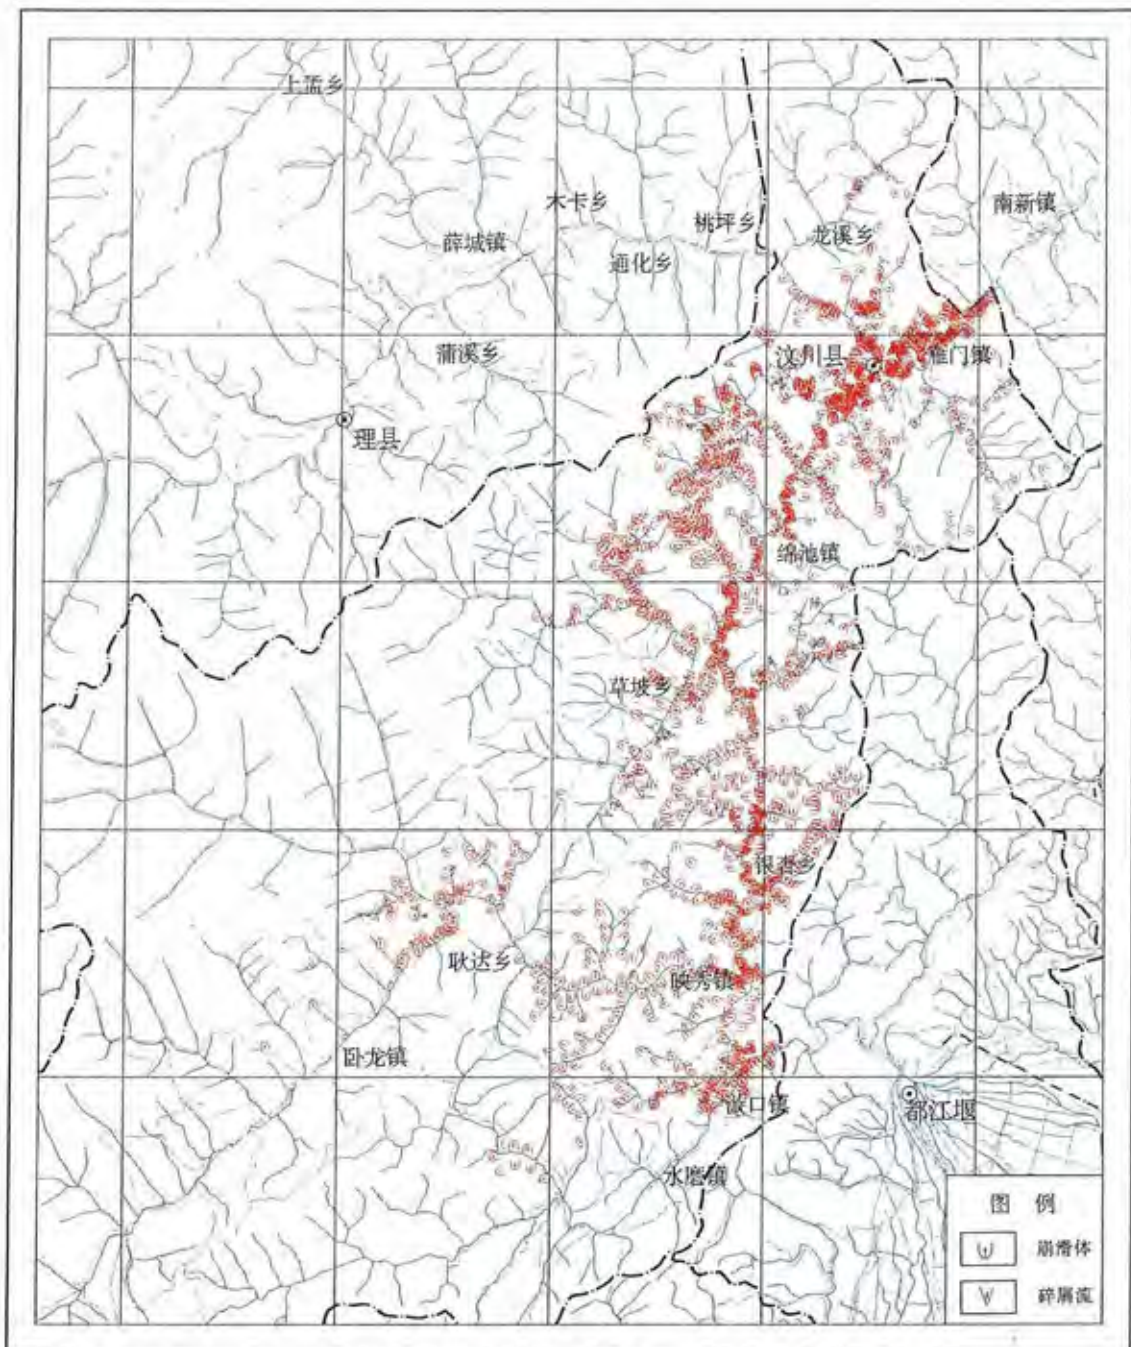 上孟乡
木卡乡
南新镇
桃坪乡
薛城镇
龙溪乡
通化乡
蒲溪乡
汶川县
雁门镇
理县
绵池镇
草坡乡
银杏乡
耿达乡
映秀镇
卧龙镇
漩口镇
都江堰
水磨镇
图 例
崩滑体
碎屑流